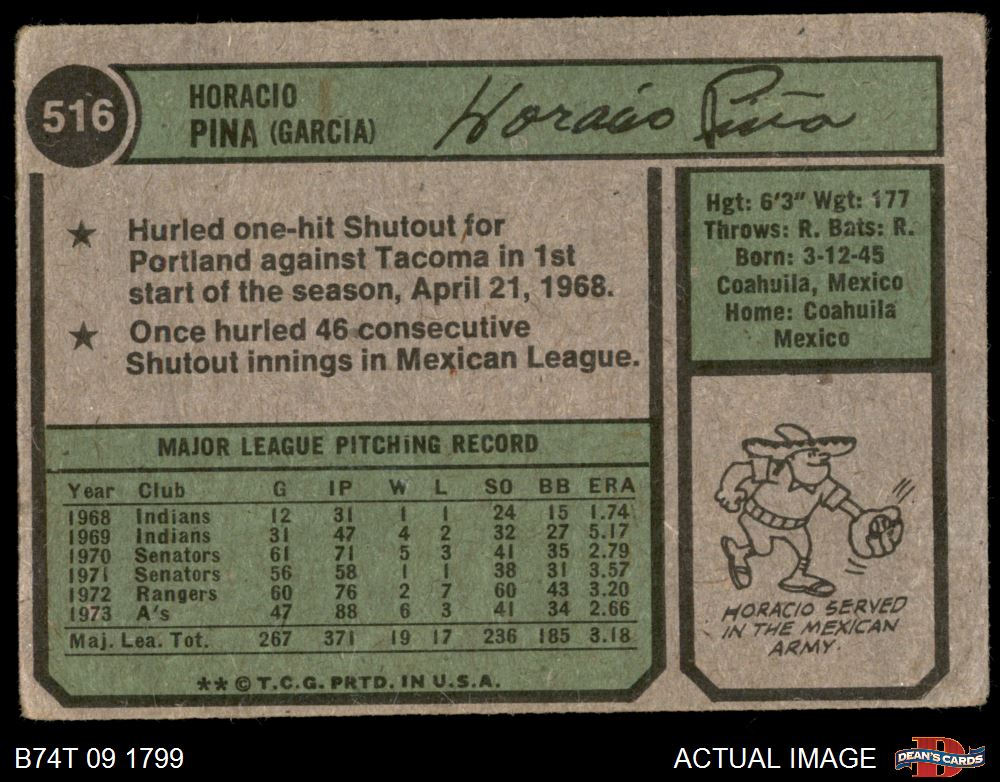 516
HORACIO
PINA (GARCIA)
Horacio Piña
★ Hurled one-hit Shutout for
Portland against Tacoma in 1st
start of the season, April 21, 1968.
★ Once hurled 46 consecutive
Shutout innings in Mexican League.
Hgt: 6'3" Wgt: 177
Throws: R. Bats: R.
Born: 3-12-45
Coahuila, Mexico
Home: Coahuila
Mexico
MAJOR LEAGUE PITCHING RECORD
Year Club G IP W L SO BB ERA
1968 Indians 12 31 1 1 24 15 1.74
1969 Indians 31 47 4 2 32 27 5.17
1970 Senators 61 71 5 3 41 35 2.79
1971 Senators 56 58 1 1 38 31 3.57
1972 Rangers 60 76 2 7 60 43 3.20
1973 A's 47 88 6 3 41 34 2.66
Maj. Lea. Tot. 267 371 19 17 236 185 3.18
** © T.C.G. PRTD. IN U.S.A.
HORACIO SERVED
IN THE MEXICAN
ARMY.
B74T 09 1799
ACTUAL IMAGE
D
DEAN'S CARDS